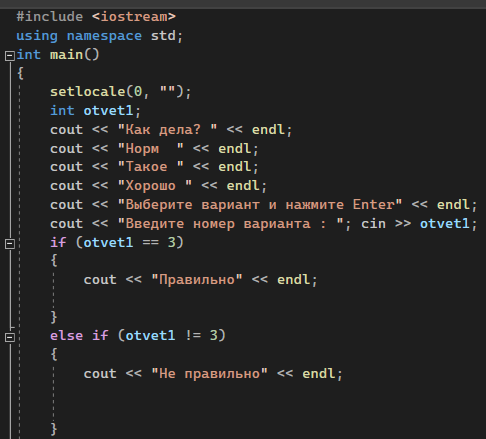 #include <iostream>
using namespace std;
int main()
{
    setlocale(0, "");
    int otvet1;
    cout << "Как дела? " << endl;
    cout << "Норм  " << endl;
    cout << "Такое " << endl;
    cout << "Хорошо " << endl;
    cout << "Выберите вариант и нажмите Enter" << endl;
    cout << "Введите номер варианта : "; cin >> otvet1;
    if (otvet1 == 3)
    {
        cout << "Правильно" << endl;
    }
    else if (otvet1 != 3)
    {
        cout << "Не правильно" << endl;
    }